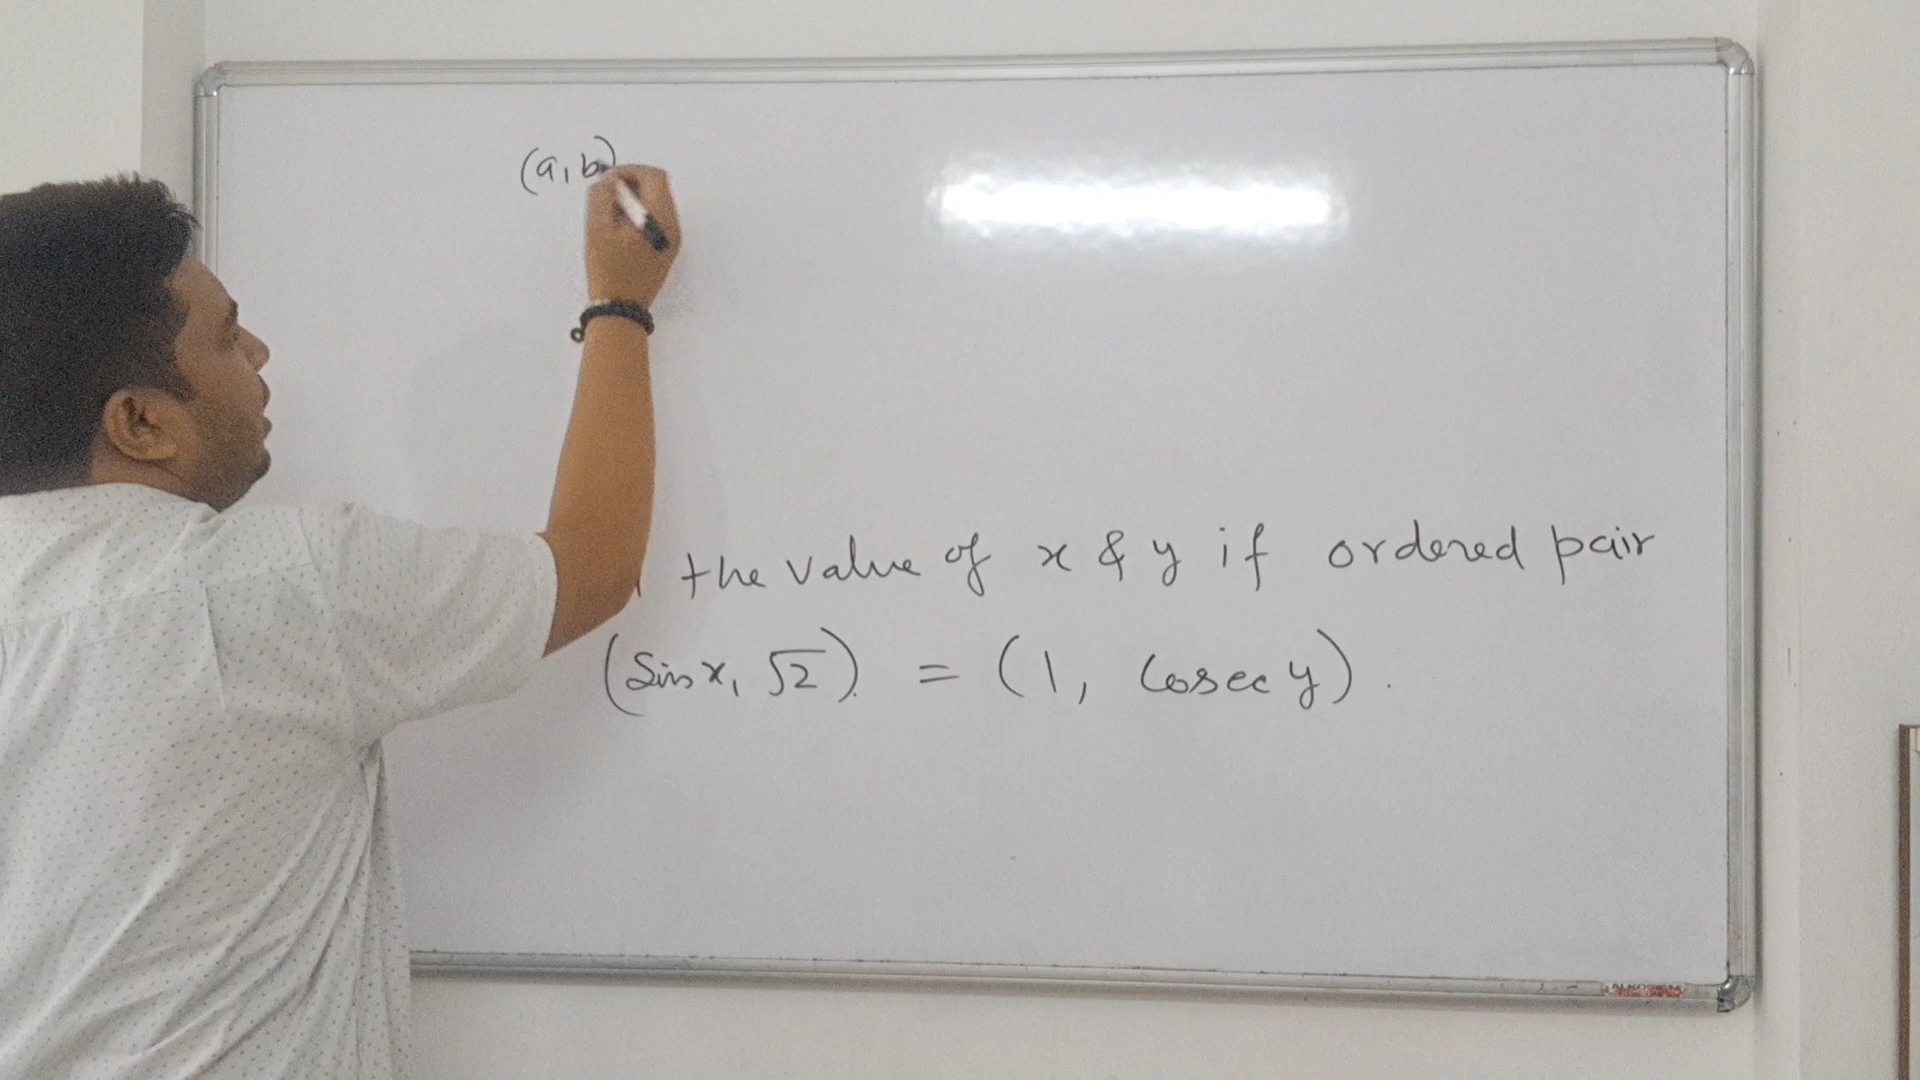 (a, b)
the value of x & y if ordered pair
(Sin x, √2). = (1, Cosec y).